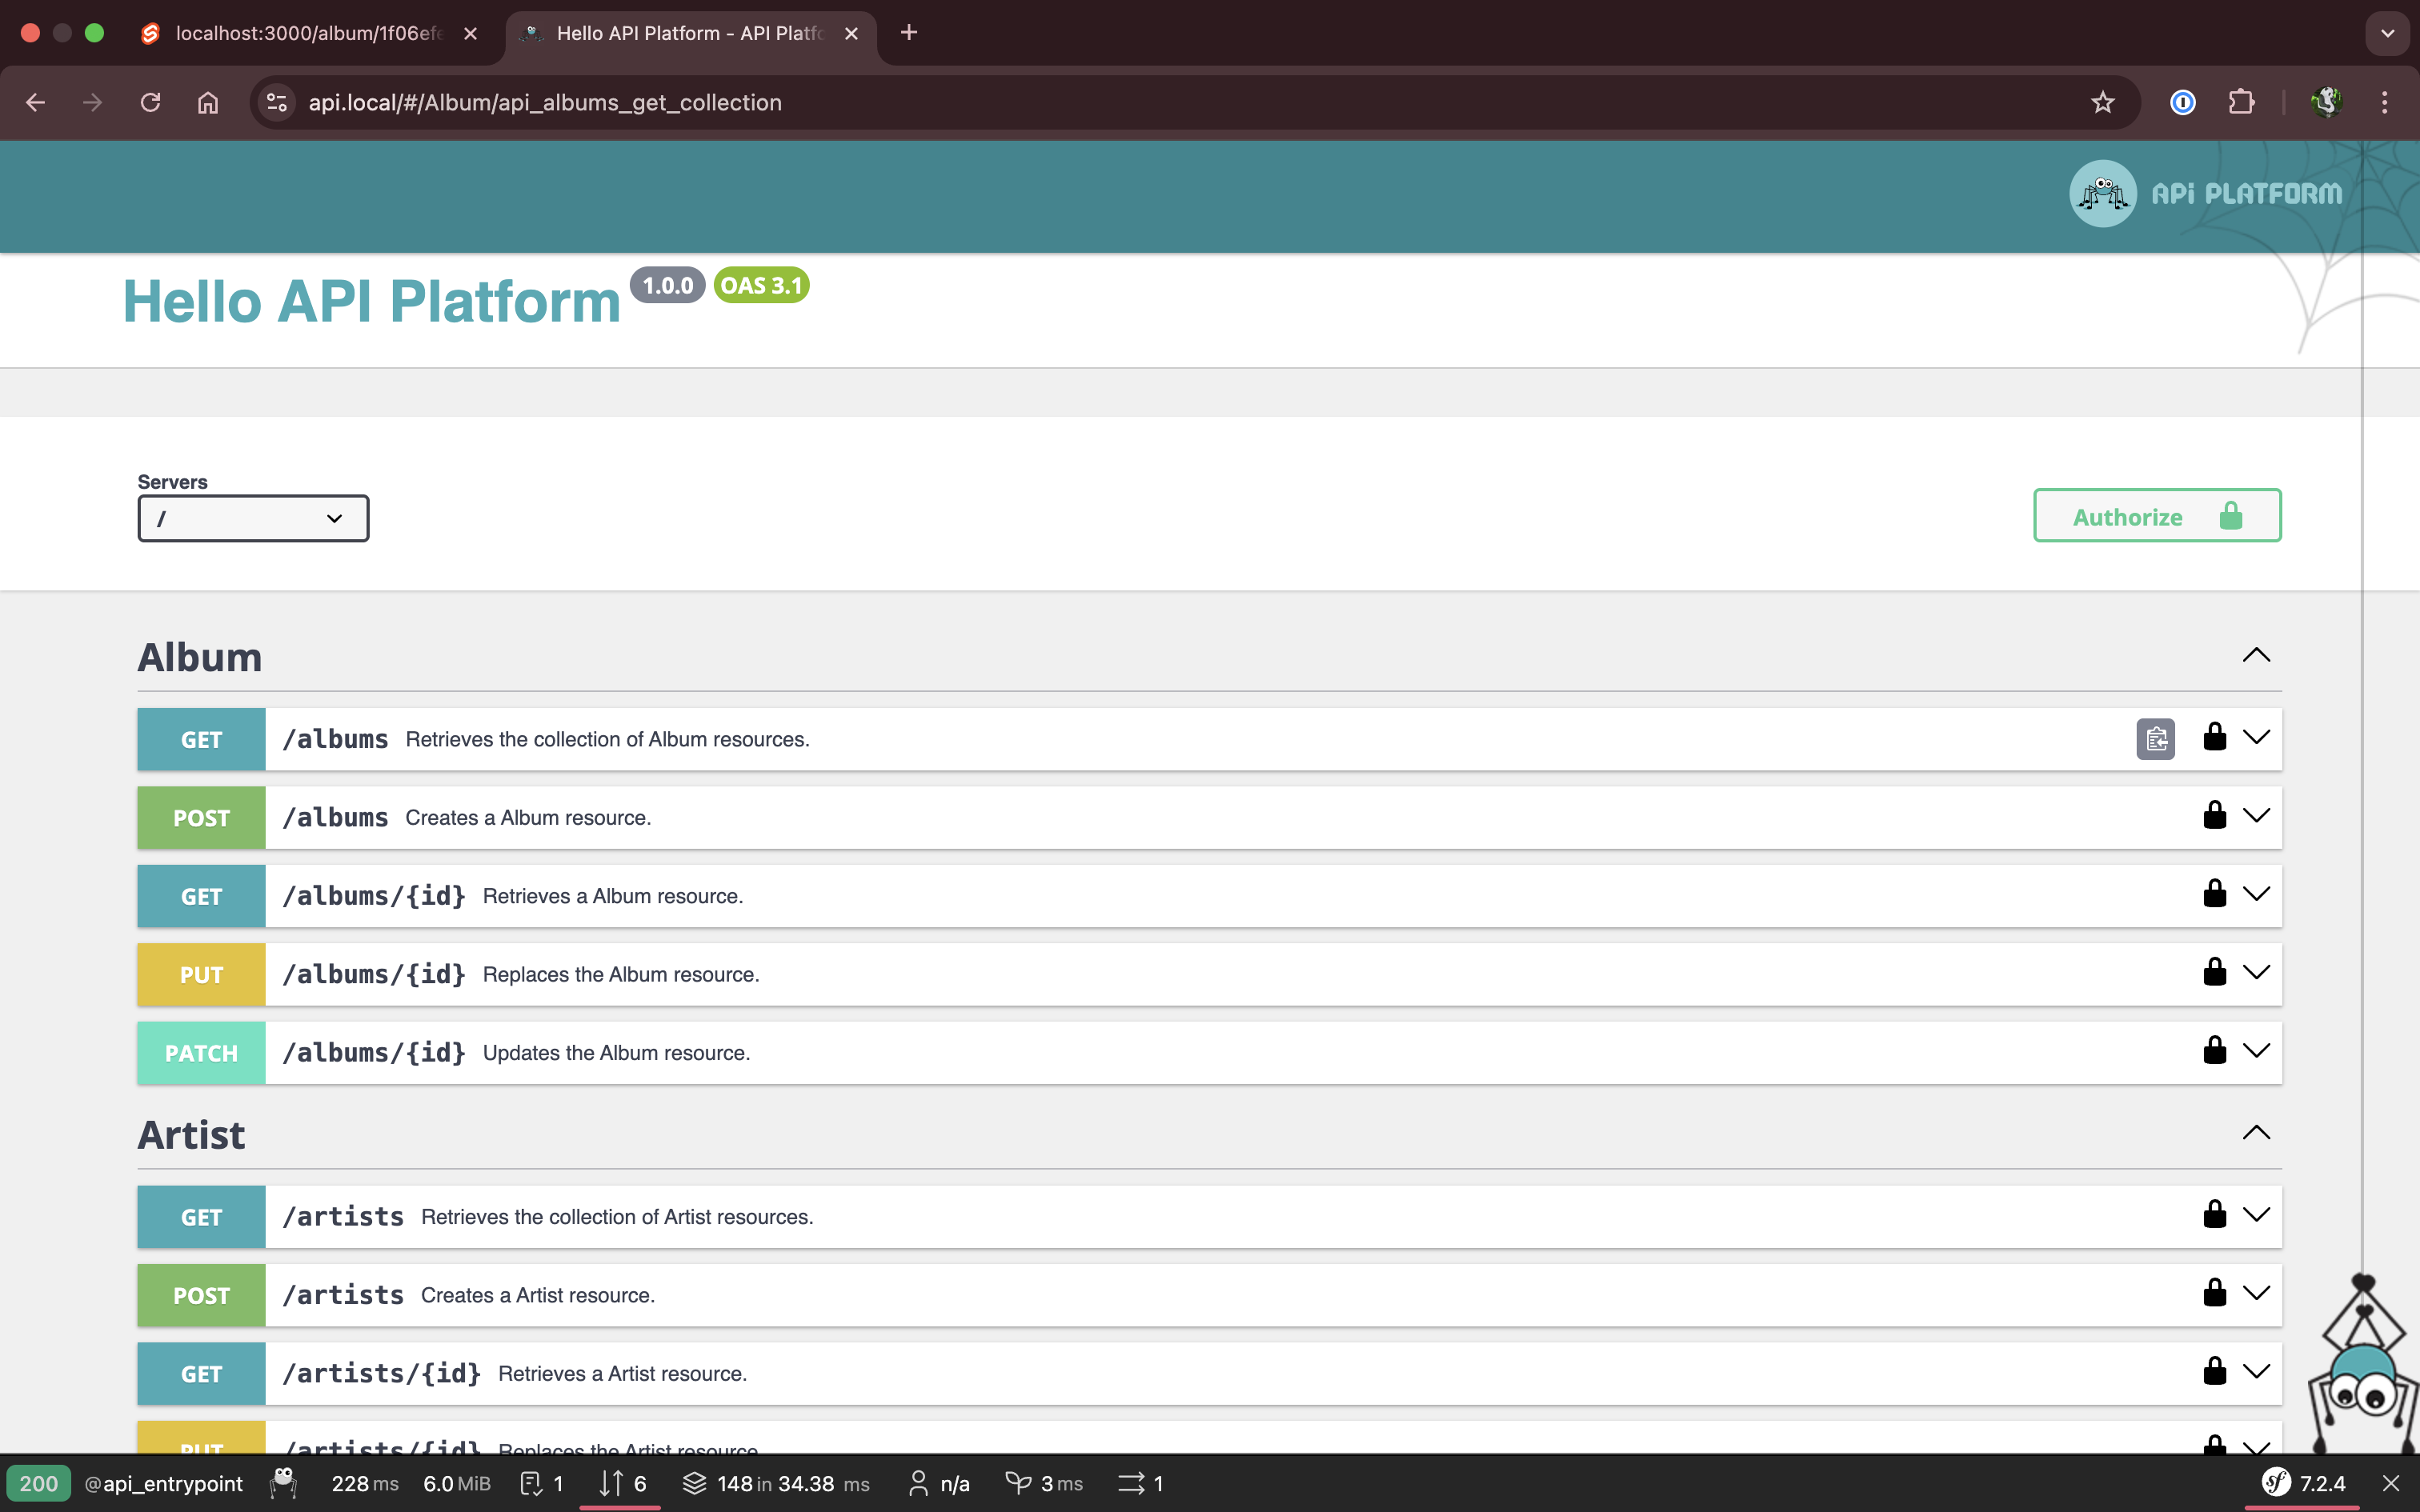 localhost:3000/album/1f06efe
Hello API Platform - API Platfo
api.local/#/Album/api_albums_get_collection
API PLATFORM
Hello API Platform 1.0.0 OAS 3.1
Servers
/
Authorize
Album
GET /albums Retrieves the collection of Album resources.
POST /albums Creates a Album resource.
GET /albums/{id} Retrieves a Album resource.
PUT /albums/{id} Replaces the Album resource.
PATCH /albums/{id} Updates the Album resource.
Artist
GET /artists Retrieves the collection of Artist resources.
POST /artists Creates a Artist resource.
GET /artists/{id} Retrieves a Artist resource.
PUT /artists/{id} Replaces the Artist resource.
200 @api_entrypoint 228 ms 6.0 MiB 1 6 148 in 34.38 ms n/a 3 ms 1 sf 7.2.4